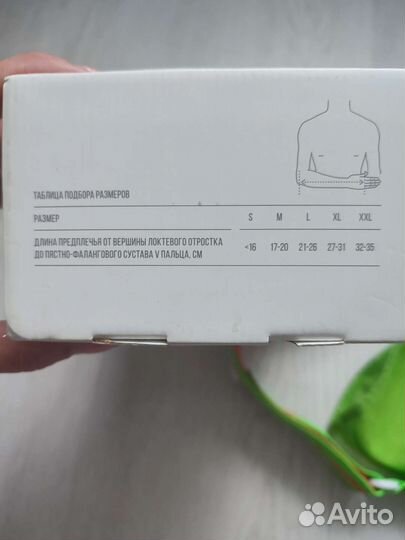 ТАБЛИЦА ПОДБОРА РАЗМЕРОВ
РАЗМЕР S M L XL XXL
ДЛИНА ПРЕДПЛЕЧЬЯ ОТ ВЕРШИНЫ ЛОКТЕВОГО ОТРОСТКА
ДО ПЯСТНО-ФАЛАНГОВОГО СУСТАВА V ПАЛЬЦА, СМ <16 17-20 21-26 27-31 32-35
Avito